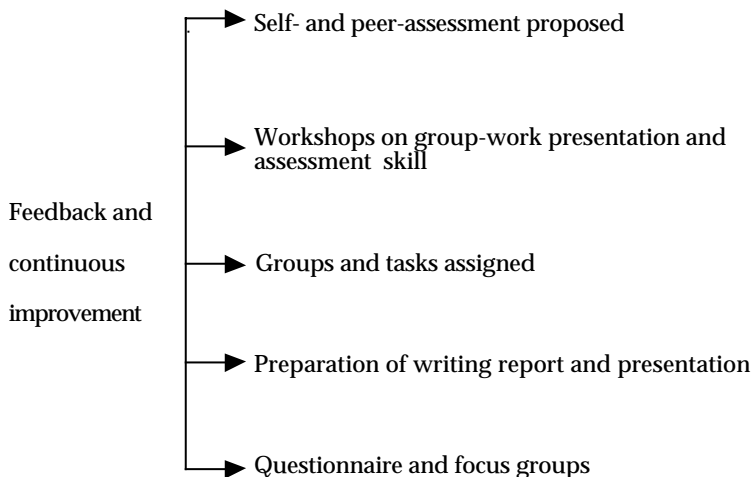 Self- and peer-assessment proposed
Workshops on group-work presentation and
assessment skill
Feedback and
continuous
improvement
Groups and tasks assigned
Preparation of writing report and presentation
Questionnaire and focus groups